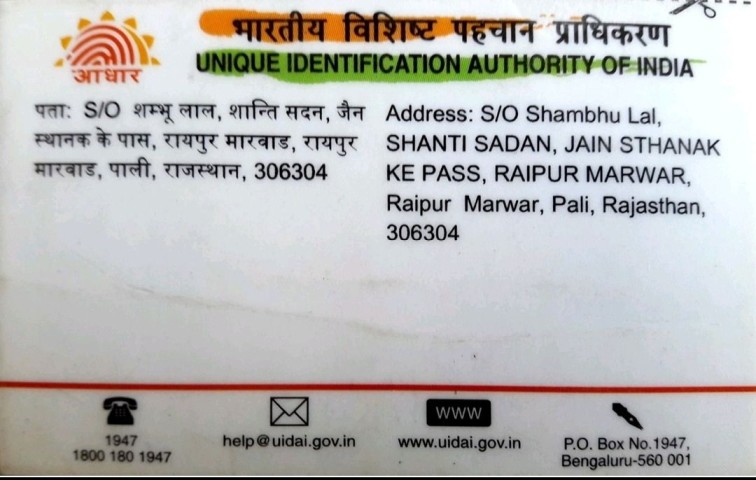 भारतीय विशिष्ट पहचान प्राधिकरण
UNIQUE IDENTIFICATION AUTHORITY OF INDIA
आधार
पता: S/O शम्भू लाल, शान्ति सदन, जैन
स्थानक के पास, रायपुर मारवाड, रायपुर
मारवाड, पाली, राजस्थान, 306304
Address: S/O Shambhu Lal,
SHANTI SADAN, JAIN STHANAK
KE PASS, RAIPUR MARWAR,
Raipur Marwar, Pali, Rajasthan,
306304
1947
1800 180 1947
help@uidai.gov.in
www
www.uidai.gov.in
P.O. Box No.1947,
Bengaluru-560 001